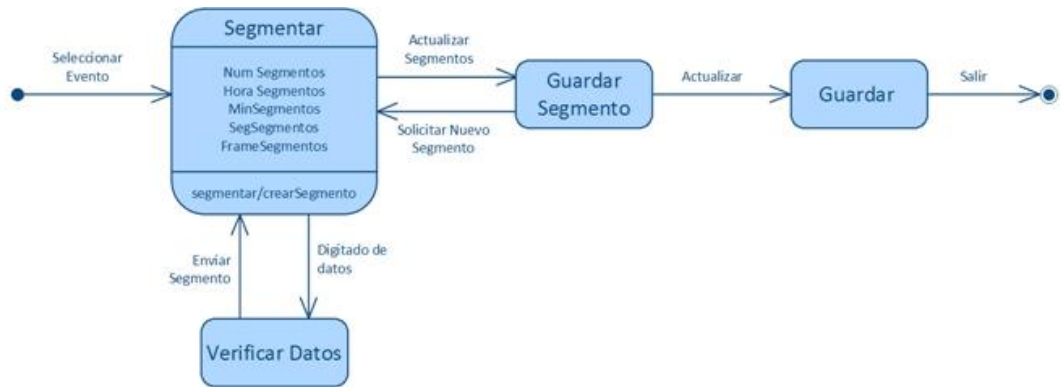 Seleccionar
Evento
Segmentar
Num Segmentos
Hora Segmentos
MinSegmentos
SegSegmentos
FrameSegmentos
segmentar/crearSegmento
Actualizar
Segmentos
Solicitar Nuevo
Segmento
Guardar
Segmento
Actualizar
Guardar
Salir
Enviar
Segmento
Digitado de
datos
Verificar Datos